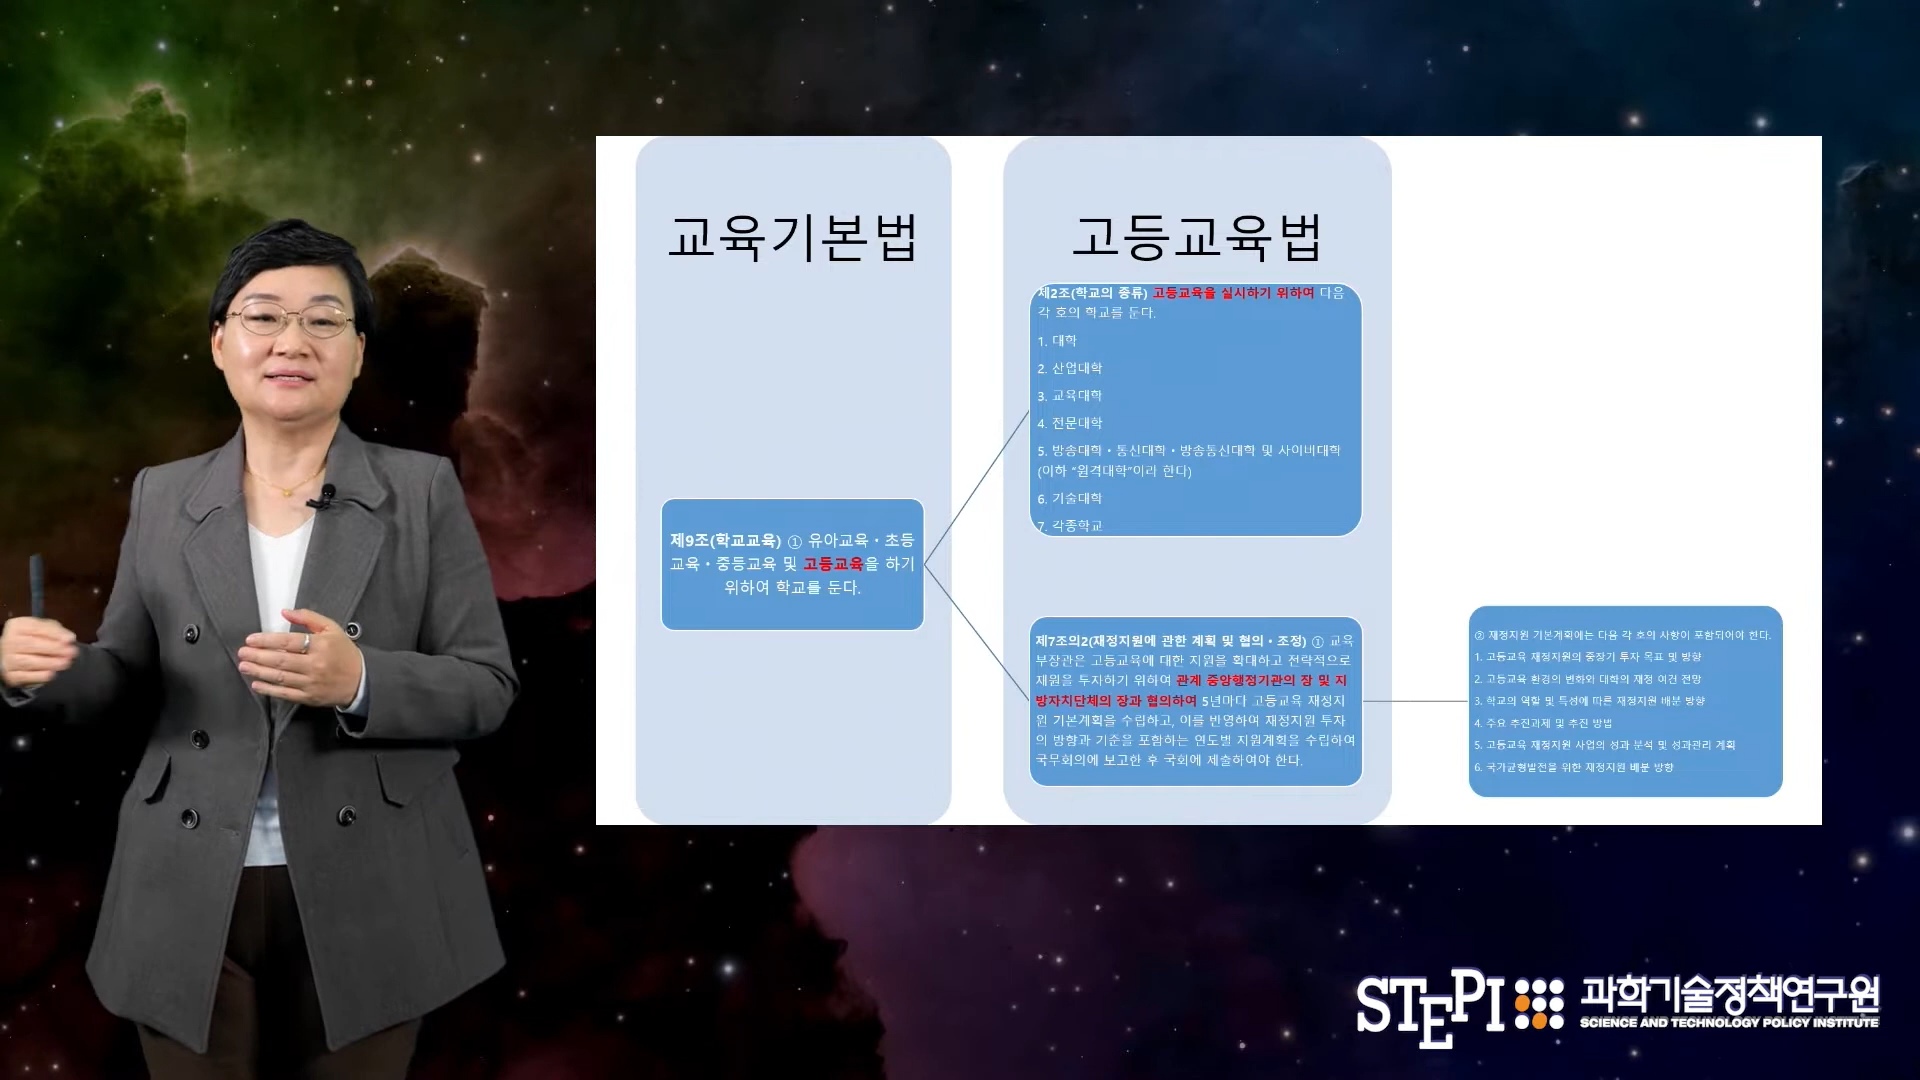 교육기본법
제9조(학교교육) ① 유아교육·초등
교육·중등교육 및 고등교육을 하기
위하여 학교를 둔다.
고등교육법
제2조(학교의 종류) 고등교육을 실시하기 위하여 다음
각 호의 학교를 둔다.
1. 대학
2. 산업대학
3. 교육대학
4. 전문대학
5. 방송대학·통신대학·방송통신대학 및 사이버대학
(이하 “원격대학”이라 한다)
6. 기술대학
7. 각종학교
제7조의2(재정지원에 관한 계획 및 협의·조정) ① 교육
부장관은 고등교육에 대한 지원을 확대하고 전략적으로
재원을 투자하기 위하여 관계 중앙행정기관의 장 및 지
방자치단체의 장과 협의하여 5년마다 고등교육 재정지
원 기본계획을 수립하고, 이를 반영하여 재정지원 투자
의 방향과 기준을 포함하는 연도별 지원계획을 수립하여
국무회의에 보고한 후 국회에 제출하여야 한다.
② 재정지원 기본계획에는 다음 각 호의 사항이 포함되어야 한다.
1. 고등교육 재정지원의 중장기 투자 목표 및 방향
2. 고등교육 환경의 변화와 대학의 재정 여건 전망
3. 학교의 역할 및 특성에 따른 재정지원 배분 방향
4. 주요 추진과제 및 추진 방법
5. 고등교육 재정지원 사업의 성과 분석 및 성과관리 계획
6. 국가균형발전을 위한 재정지원 배분 방향
STEPI 과학기술정책연구원
SCIENCE AND TECHNOLOGY POLICY INSTITUTE